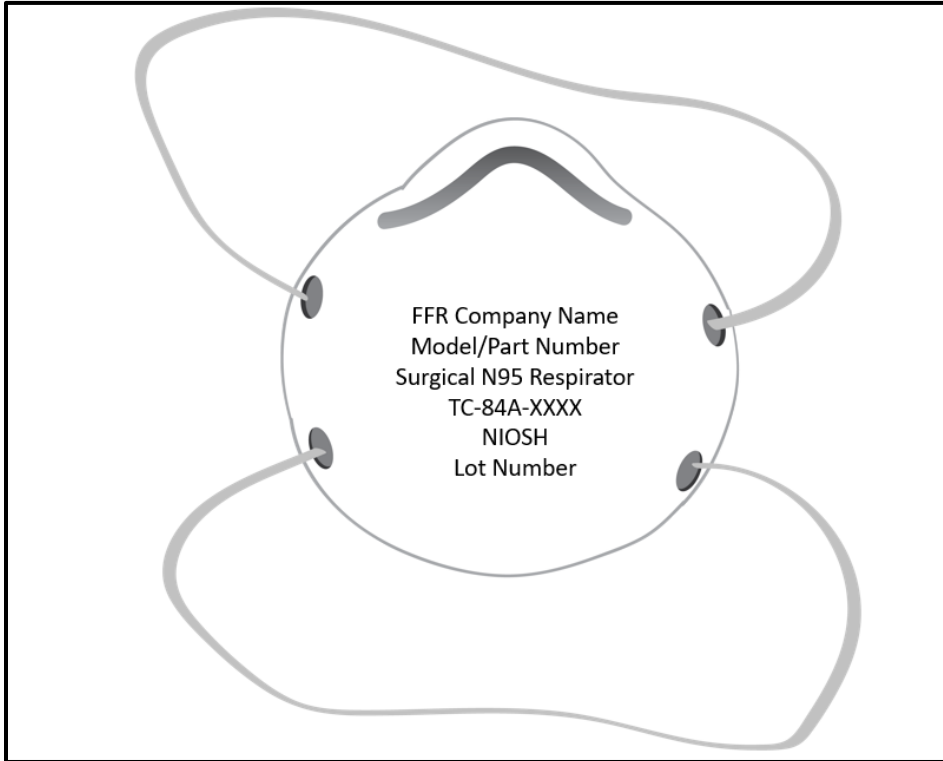 FFR Company Name
Model/Part Number
Surgical N95 Respirator
TC-84A-XXXX
NIOSH
Lot Number